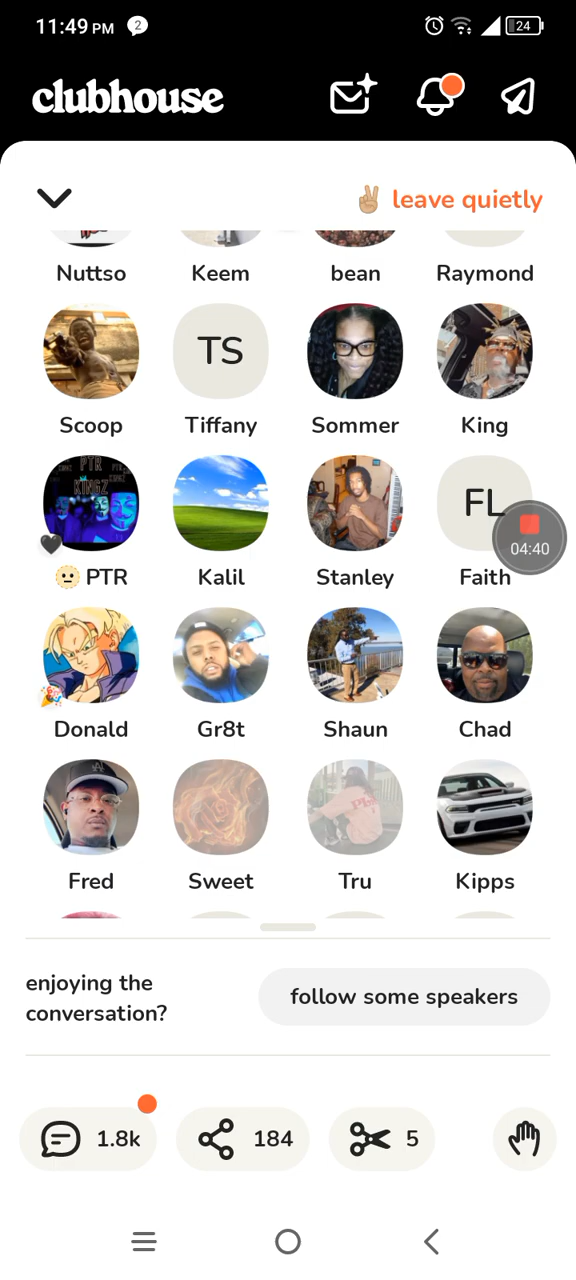 11:49 PM 2 24
clubhouse
✌🏼 leave quietly
Nuttso Keem bean Raymond
TS
Scoop Tiffany Sommer King
PTR
KINGZ
FL
04:40
🫥 PTR Kalil Stanley Faith
Donald Gr8t Shaun Chad
Fred Sweet Tru Kipps
enjoying the
conversation?
follow some speakers
1.8k 184 5